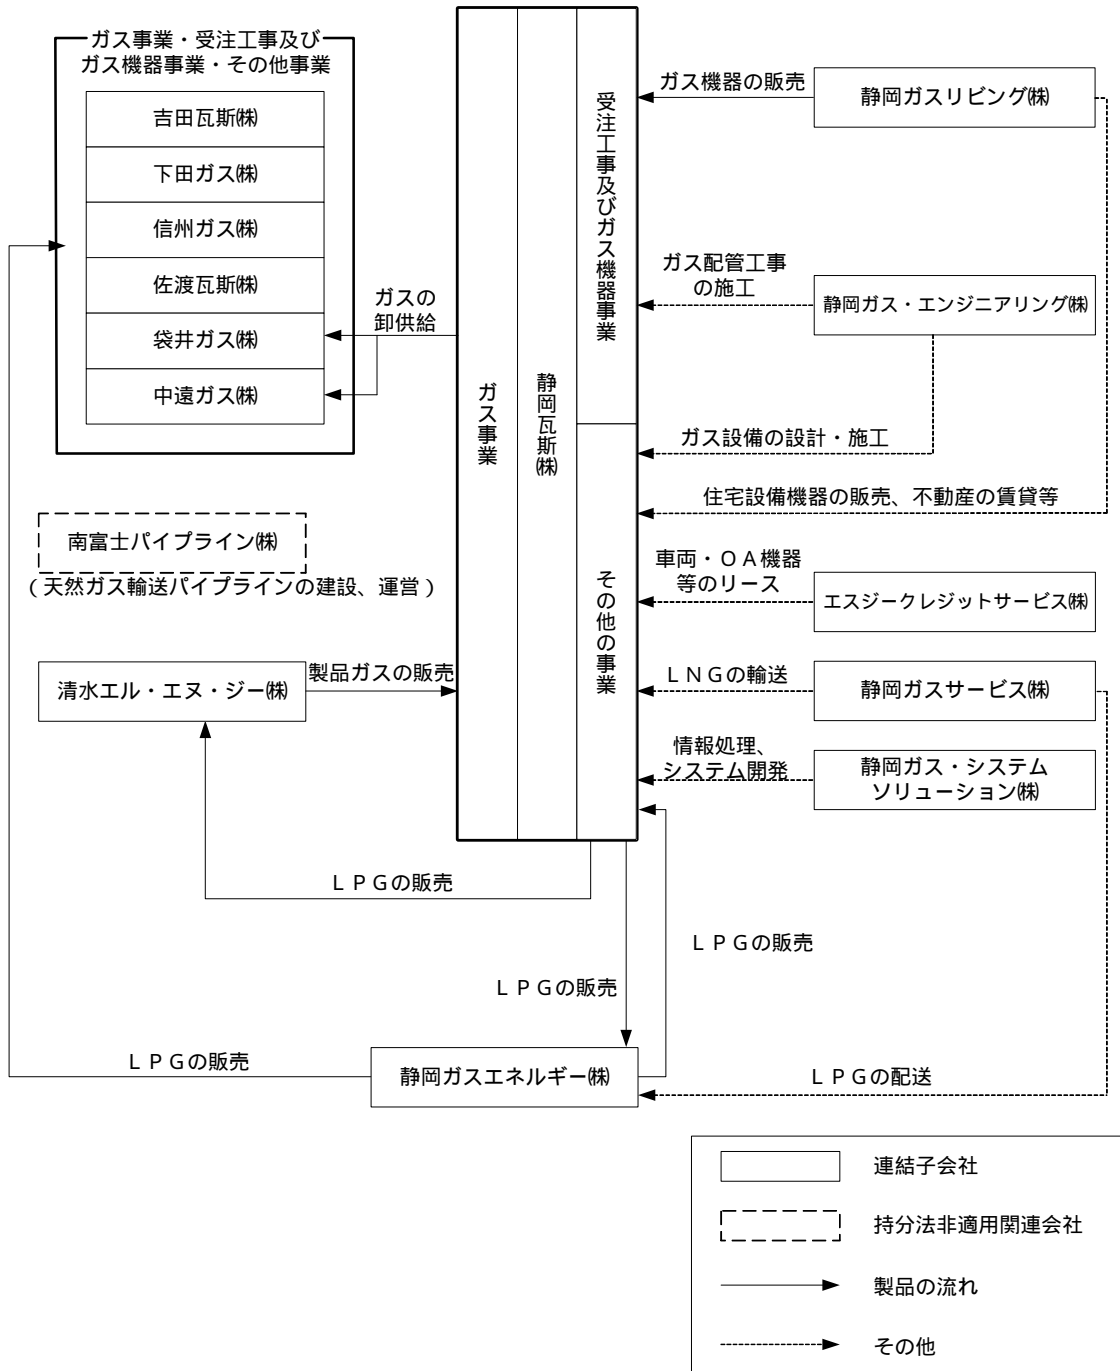 ガス事業・受注工事及び
ガス機器事業・その他事業
吉田瓦斯㈱
下田ガス㈱
信州ガス㈱
佐渡瓦斯㈱
袋井ガス㈱
中遠ガス㈱
ガスの
卸供給
南富士パイプライン㈱
(天然ガス輸送パイプラインの建設、運営)
清水エル・エヌ・ジー㈱
製品ガスの販売
ガス事業
静岡瓦斯㈱
受注工事及びガス機器事業
その他の事業
ガス機器の販売
静岡ガスリビング㈱
ガス配管工事
の施工
静岡ガス・エンジニアリング㈱
ガス設備の設計・施工
住宅設備機器の販売、不動産の賃貸等
車両・OA機器
等のリース
エスジークレジットサービス㈱
LNGの輸送
静岡ガスサービス㈱
情報処理、
システム開発
静岡ガス・システム
ソリューション㈱
LPGの販売
LPGの販売
LPGの販売
LPGの販売
静岡ガスエネルギー㈱
LPGの配送
連結子会社
持分法非適用関連会社
製品の流れ
その他